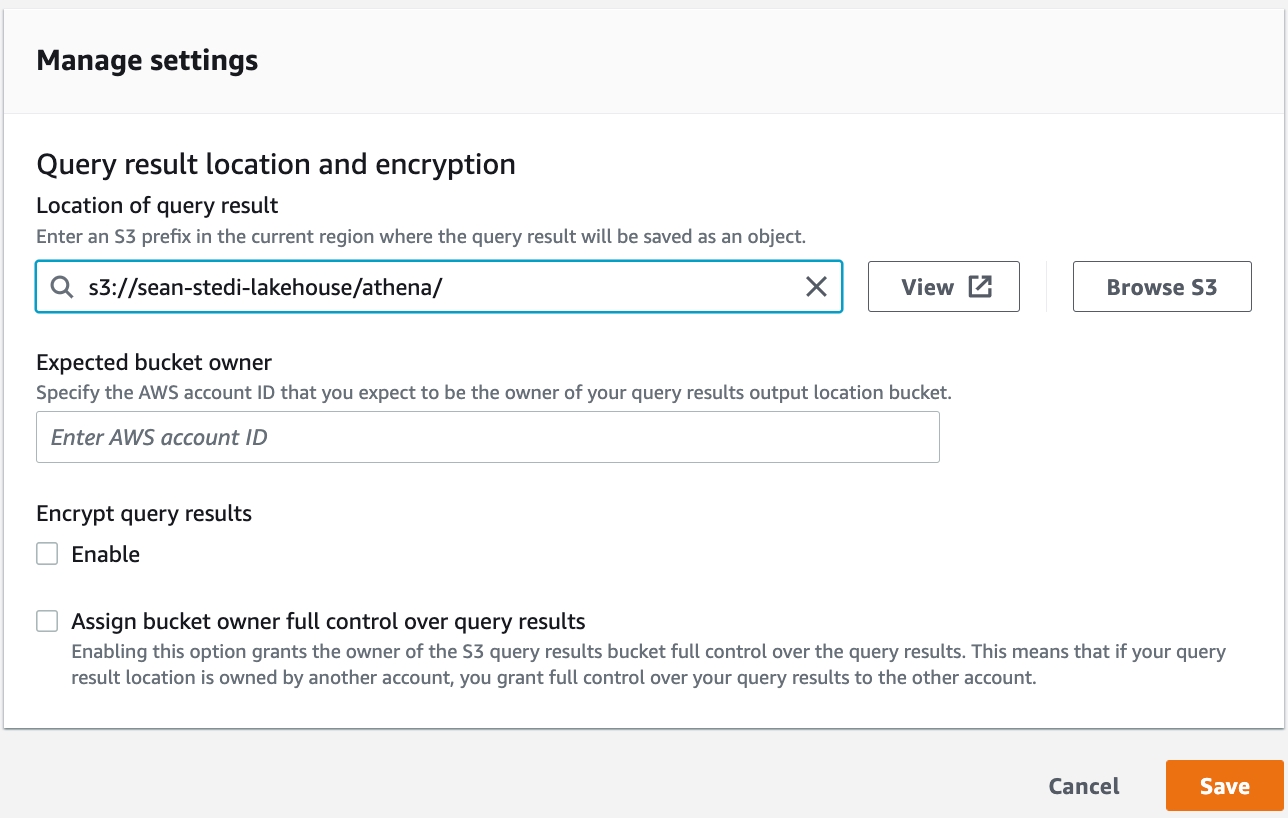 Manage settings
Query result location and encryption
Location of query result
Enter an S3 prefix in the current region where the query result will be saved as an object.
s3://sean-stedi-lakehouse/athena/
View
Browse S3
Expected bucket owner
Specify the AWS account ID that you expect to be the owner of your query results output location bucket.
Enter AWS account ID
Encrypt query results
Enable
Assign bucket owner full control over query results
Enabling this option grants the owner of the S3 query results bucket full control over the query results. This means that if your query
result location is owned by another account, you grant full control over your query results to the other account.
Cancel
Save